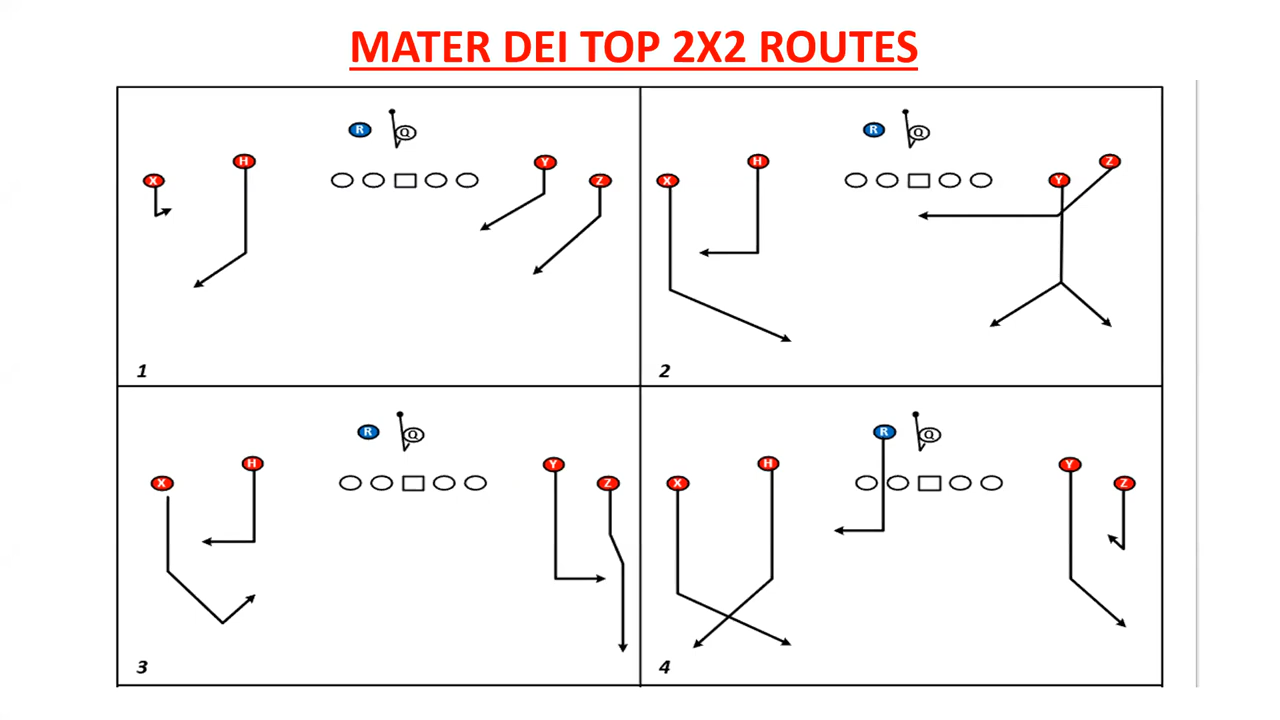 MATER DEI TOP 2X2 ROUTES
R Q
H Y
X Z
1
R Q
H Z
X Y
2
R Q
H Y
X Z
3
R Q
H Y
X Z
4